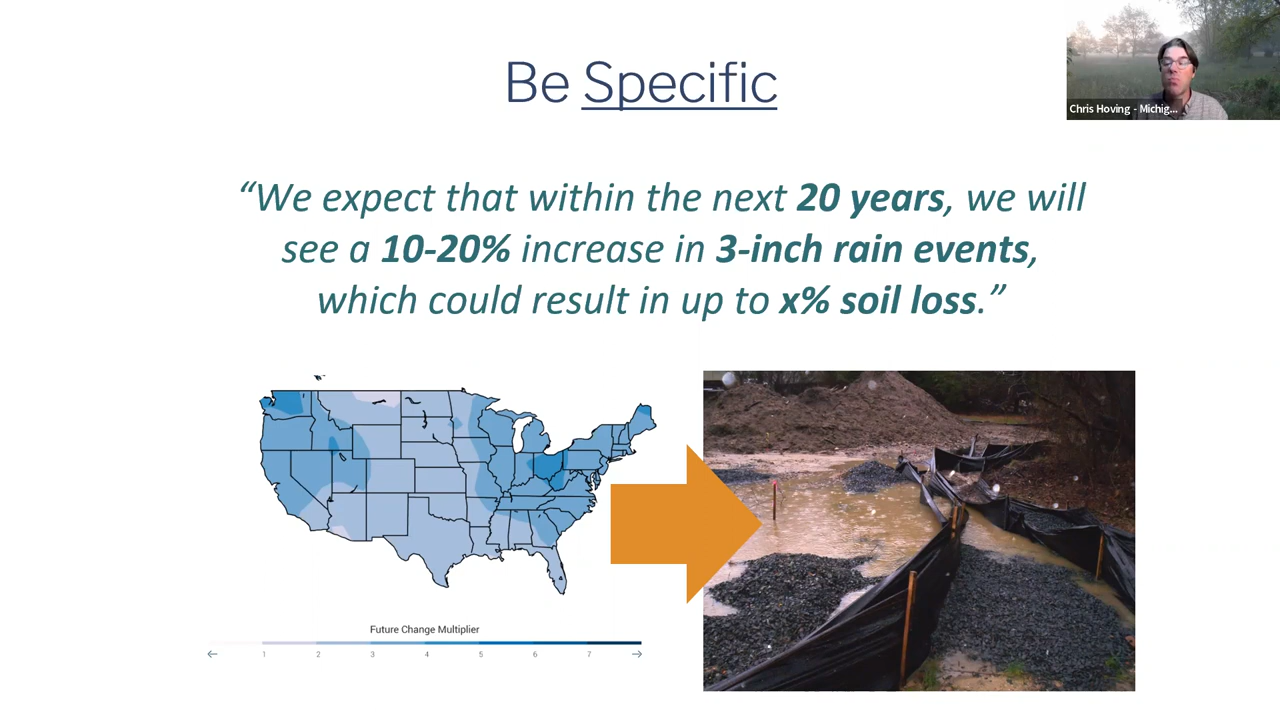 Be Specific
Chris Hoving - Michig...
“We expect that within the next 20 years, we will
see a 10-20% increase in 3-inch rain events,
which could result in up to x% soil loss.”
Future Change Multiplier
1 2 3 4 5 6 7